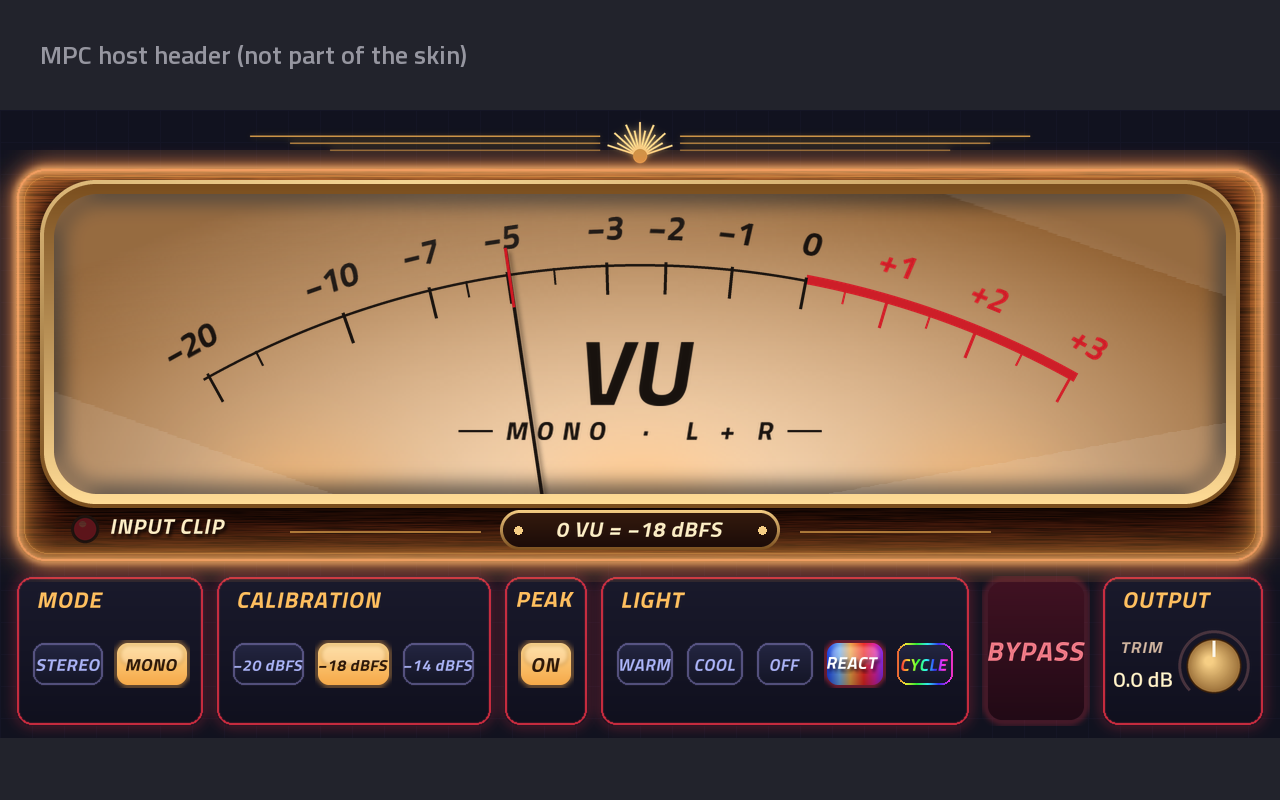 MPC host header (not part of the skin)
−20 −10 −7 −5 −3 −2 −1 0 +1 +2 +3
VU
MONO · L + R
INPUT CLIP
0 VU = −18 dBFS
MODE
STEREO MONO
CALIBRATION
−20 dBFS −18 dBFS −14 dBFS
PEAK
ON
LIGHT
WARM COOL OFF REACT CYCLE
BYPASS
OUTPUT
TRIM
0.0 dB